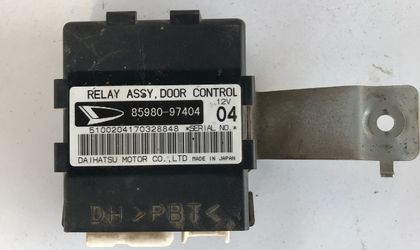 RELAY ASSY, DOOR CONTROL
12V
85980-97404 04
5100204170328848 *SERIAL NO.*
DAIHATSU MOTOR CO.,LTD MADE IN JAPAN
DH >PBT<